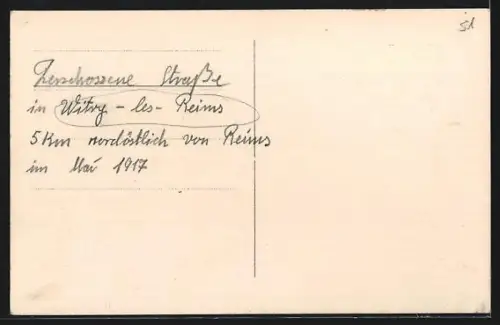 51
Zerschossene Straße
in Witry-les-Reims
5 km nordöstlich von Reims
im Mai 1917